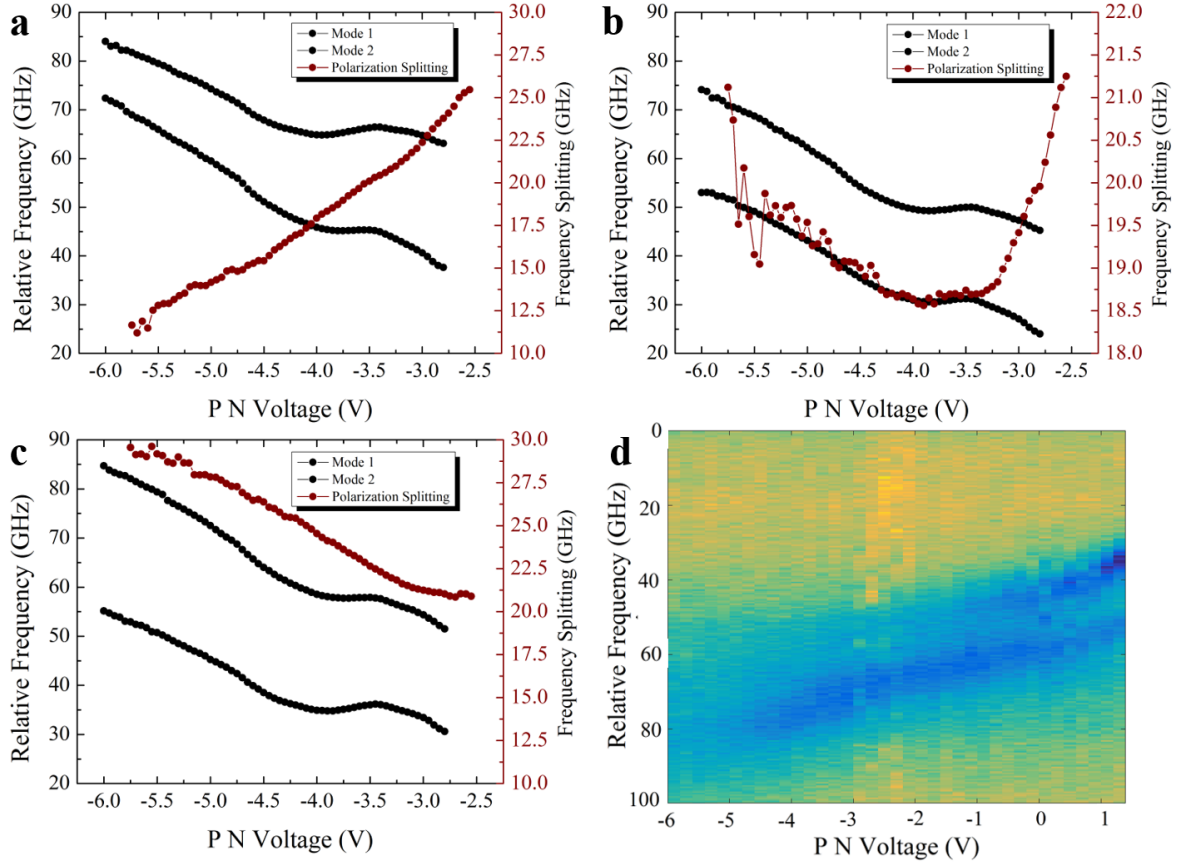 a
Mode 1
Mode 2
Polarization Splitting
Relative Frequency (GHz)
90
80
70
60
50
40
30
20
30.0
27.5
25.0
22.5
20.0
17.5
15.0
12.5
10.0
Frequency Splitting (GHz)
-6.0 -5.5 -5.0 -4.5 -4.0 -3.5 -3.0 -2.5
P N Voltage (V)
b
Mode 1
Mode 2
Polarization Splitting
Relative Frequency (GHz)
90
80
70
60
50
40
30
20
22.0
21.5
21.0
20.5
20.0
19.5
19.0
18.5
18.0
Frequency Splitting (GHz)
-6.0 -5.5 -5.0 -4.5 -4.0 -3.5 -3.0 -2.5
P N Voltage (V)
c
Mode 1
Mode 2
Polarization Splitting
Relative Frequency (GHz)
90
80
70
60
50
40
30
20
30.0
27.5
25.0
22.5
20.0
17.5
15.0
12.5
10.0
Frequency Splitting (GHz)
-6.0 -5.5 -5.0 -4.5 -4.0 -3.5 -3.0 -2.5
P N Voltage (V)
d
Relative Frequency (GHz)
0
20
40
60
80
100
-6 -5 -4 -3 -2 -1 0 1
P N Voltage (V)